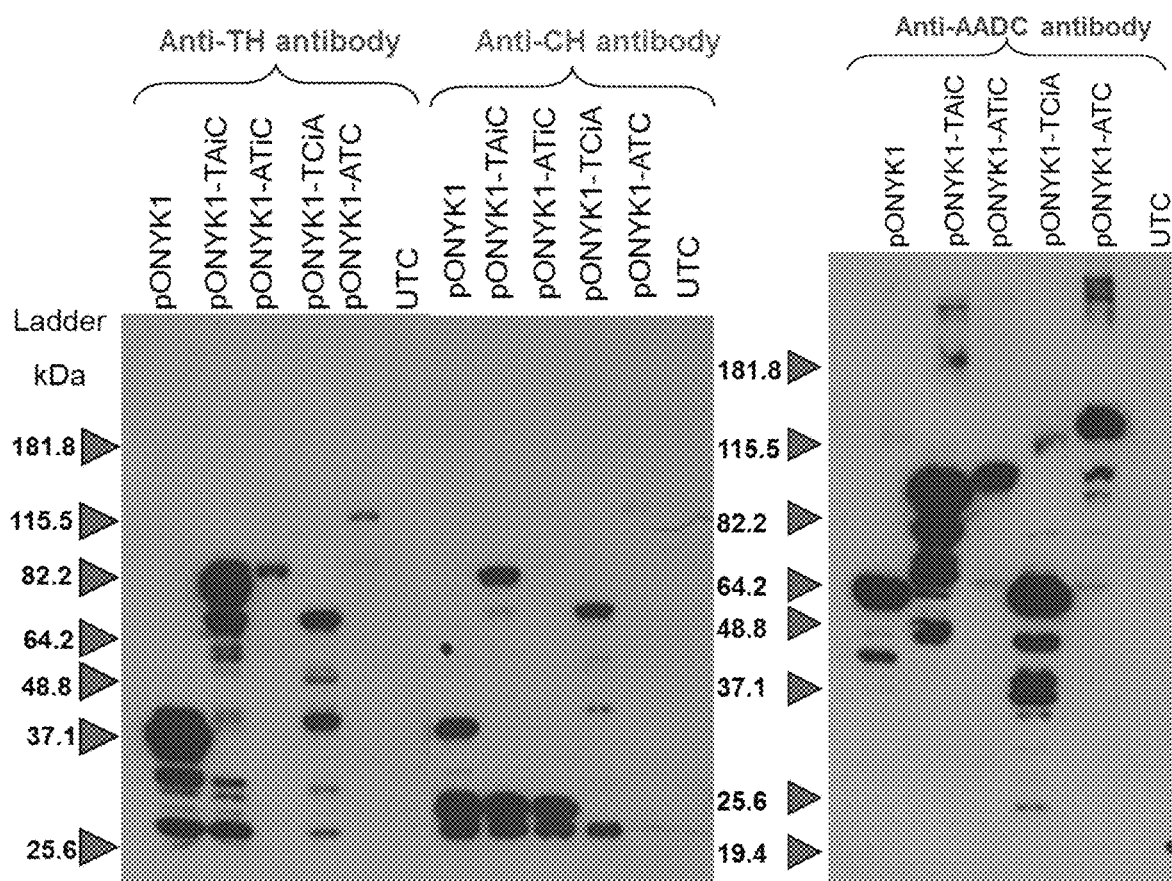 Anti-TH antibody
Anti-CH antibody
Anti-AADC antibody
pONYK1
pONYK1-TAiC
pONYK1-ATiC
pONYK1-TCiA
pONYK1-ATC
UTC
pONYK1
pONYK1-TAiC
pONYK1-ATiC
pONYK1-TCiA
pONYK1-ATC
UTC
pONYK1
pONYK1-TAiC
pONYK1-ATiC
pONYK1-TCiA
pONYK1-ATC
UTC
Ladder
kDa
181.8
115.5
82.2
64.2
48.8
37.1
25.6
181.8
115.5
82.2
64.2
48.8
37.1
25.6
19.4